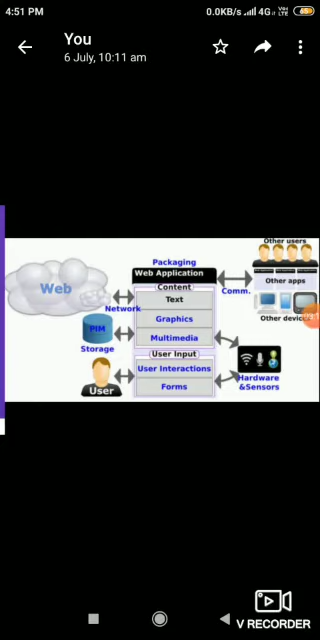 4:51 PM
0.0KB/s 4G VoLTE 65
You
6 July, 10:11 am
Other users
Packaging
Web Application
Other apps
Content
Web
Comm.
Text
Network
Other
Graphics
PIM
Multimedia
Storage
User Input
User Interactions
Hardware
&Sensors
Forms
User
V RECORDER